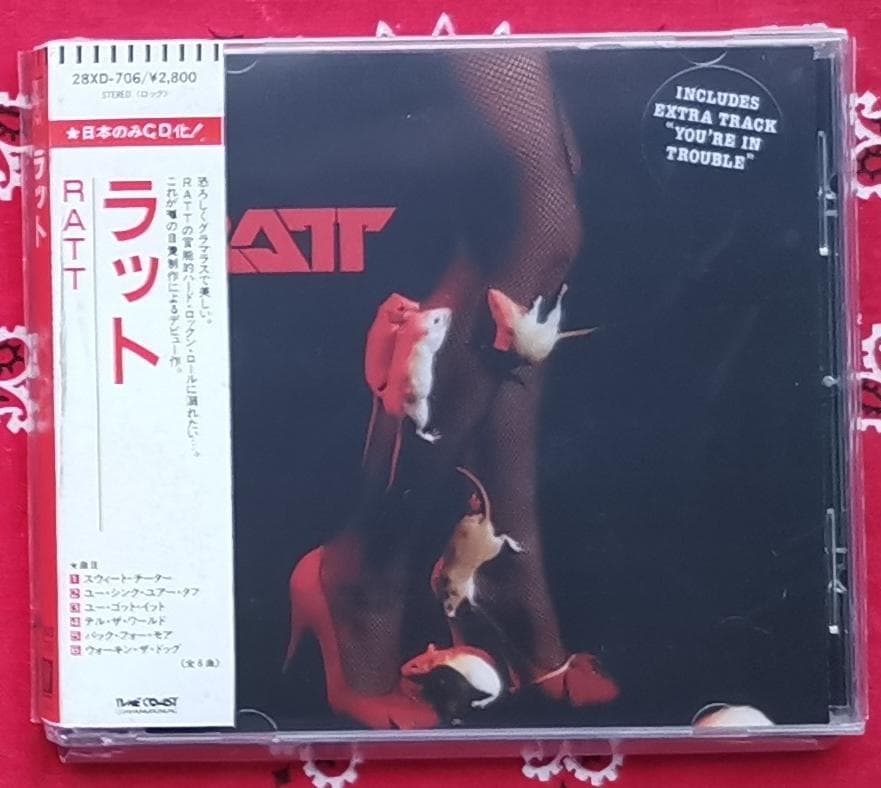 28XD-706/¥2,800
STEREO〈ロック〉
★日本のみCD化!
ラット
RATT
恐ろしくグラマラスで美しい。
RATTの官能的ハード・ロックン・ロールに溺れたい…。
これが噂の自費制作によるデビュー作。
★曲目
1 スウィート・チーター
2 ユー・シンク・ユアー・タフ
3 ユー・ゴット・イット
4 テル・ザ・ワールド
5 バック・フォー・モア
6 ウォーキン・ザ・ドッグ
(全6曲)
TIME COAST
COMMUNICATIONS, INC.
ラット
RATT
INCLUDES
EXTRA TRACK
"YOU'RE IN
TROUBLE"